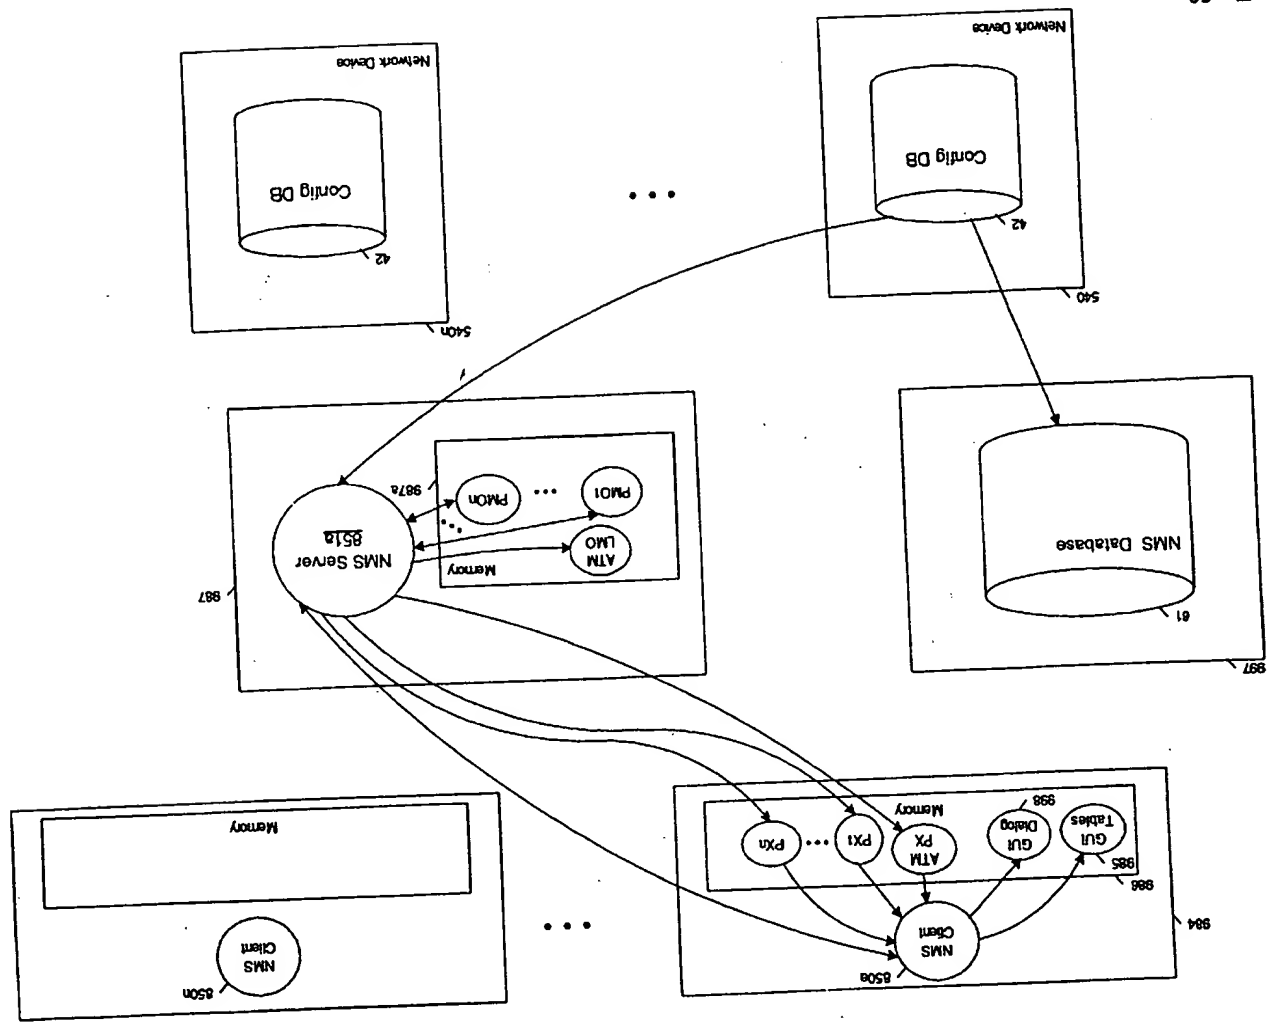 984
850a
NMS
Client
986
985
GUI
Tables
GUI
Dialog
998
ATM
PX
PX1
•••
PXn
Memory
•••
850n
NMS
Client
Memory
997
61
NMS Database
987
NMS Server
851a
Memory
ATM
LMO
PMO1
•••
PMOn
987a
540
42
Config DB
Network Device
•••
540n
42
Config DB
Network Device